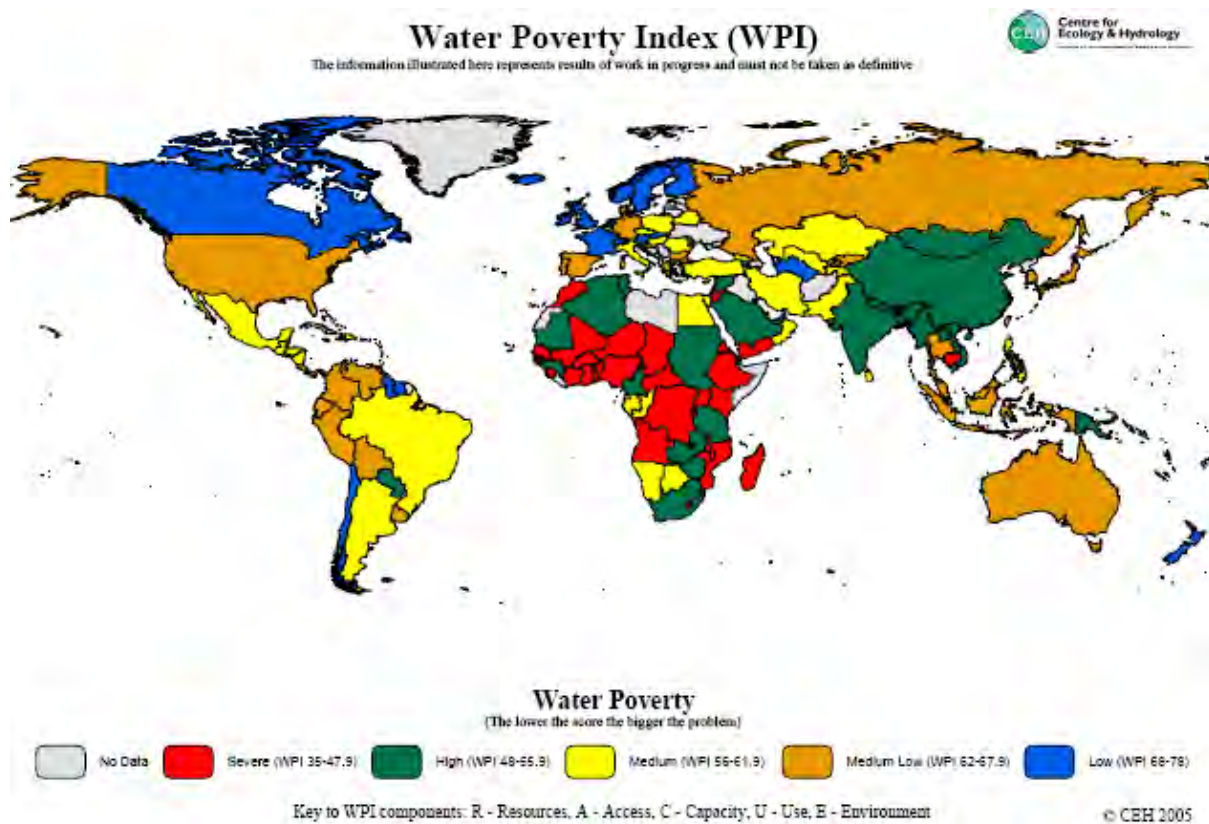 Water Poverty Index (WPI)
The information illustrated here represents results of work in progress and must not be taken as definitive
CEH
Centre for
Ecology & Hydrology
Water Poverty
(The lower the score the bigger the problem)
No Data
Severe (WPI 35-47.9)
High (WPI 48-55.9)
Medium (WPI 56-61.9)
Medium Low (WPI 62-67.9)
Low (WPI 68-78)
Key to WPI components: R - Resources, A - Access, C - Capacity, U - Use, E - Environment
© CEH 2005